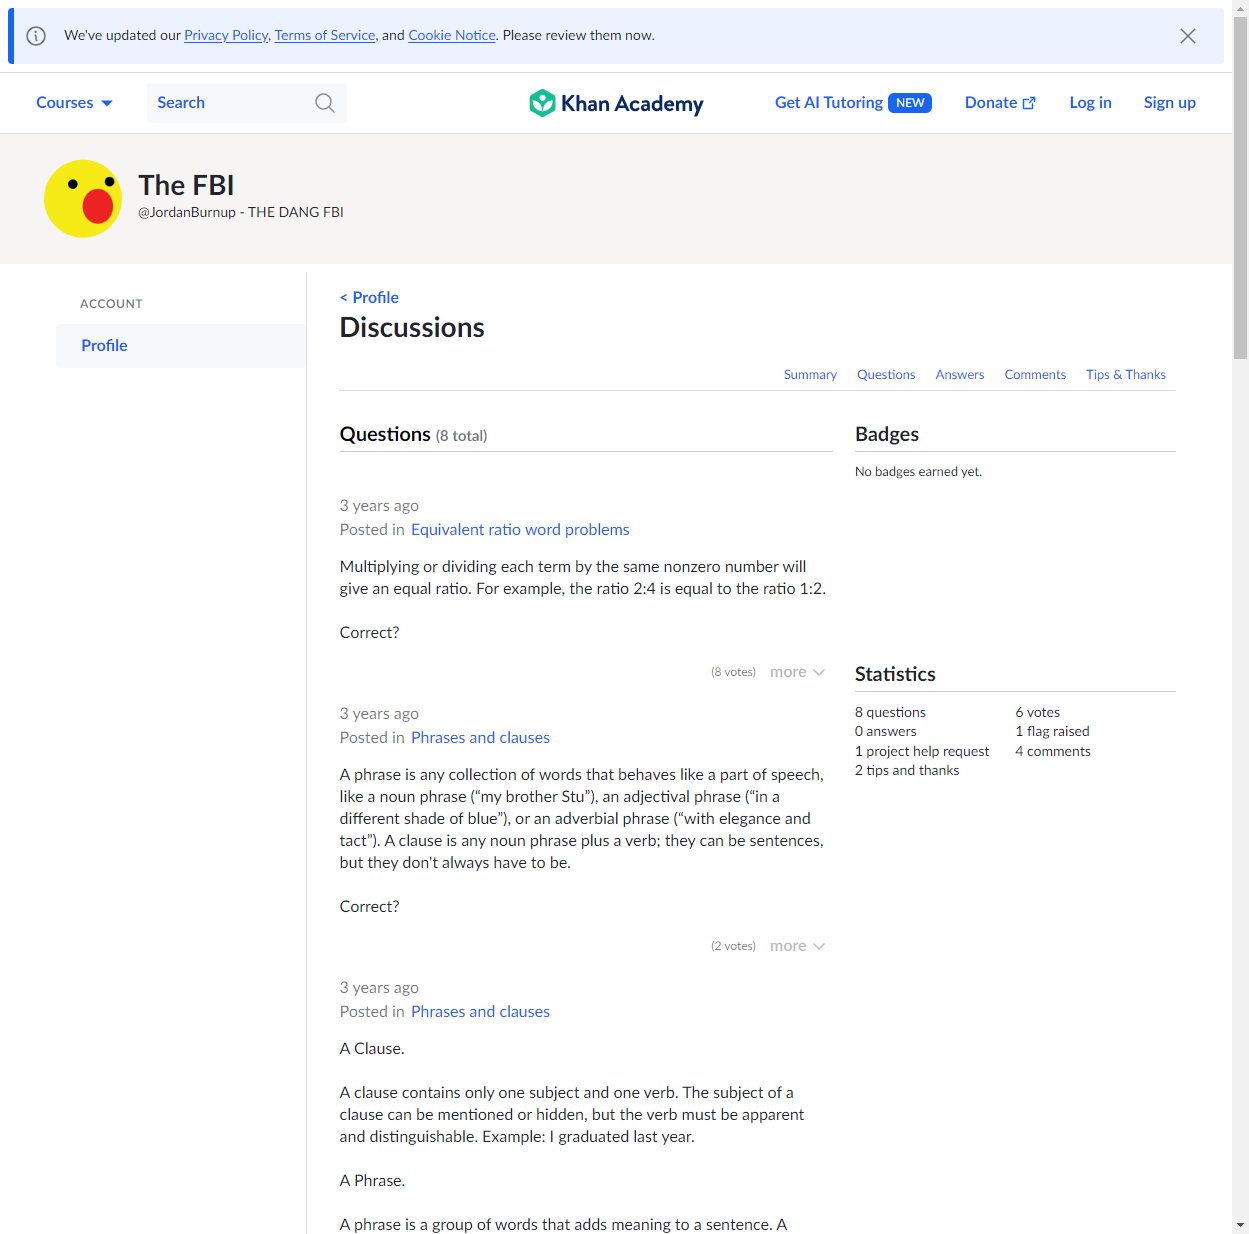 We've updated our Privacy Policy, Terms of Service, and Cookie Notice. Please review them now.
Courses
Search
Khan Academy
Get AI Tutoring NEW
Donate
Log in
Sign up
The FBI
@JordanBurnup - THE DANG FBI
ACCOUNT
Profile
< Profile
Discussions
Summary
Questions
Answers
Comments
Tips & Thanks
Questions (8 total)
3 years ago
Posted in Equivalent ratio word problems
Multiplying or dividing each term by the same nonzero number will
give an equal ratio. For example, the ratio 2:4 is equal to the ratio 1:2.
Correct?
(8 votes) more
3 years ago
Posted in Phrases and clauses
A phrase is any collection of words that behaves like a part of speech,
like a noun phrase (“my brother Stu”), an adjectival phrase (“in a
different shade of blue”), or an adverbial phrase (“with elegance and
tact”). A clause is any noun phrase plus a verb; they can be sentences,
but they don't always have to be.
Correct?
(2 votes) more
3 years ago
Posted in Phrases and clauses
A Clause.
A clause contains only one subject and one verb. The subject of a
clause can be mentioned or hidden, but the verb must be apparent
and distinguishable. Example: I graduated last year.
A Phrase.
A phrase is a group of words that adds meaning to a sentence. A
Badges
No badges earned yet.
Statistics
8 questions
0 answers
1 project help request
2 tips and thanks
6 votes
1 flag raised
4 comments